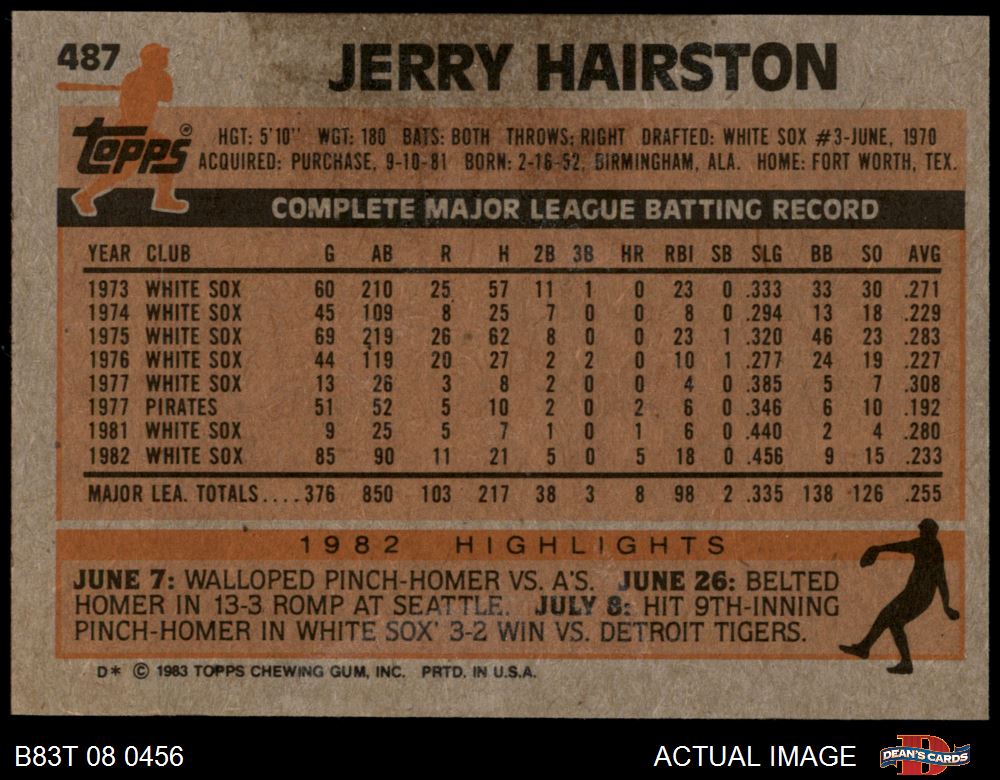 487 JERRY HAIRSTON
Topps® HGT: 5'10" WGT: 180 BATS: BOTH THROWS: RIGHT DRAFTED: WHITE SOX #3-JUNE, 1970
ACQUIRED: PURCHASE, 9-10-81 BORN: 2-16-52, BIRMINGHAM, ALA. HOME: FORT WORTH, TEX.
COMPLETE MAJOR LEAGUE BATTING RECORD
YEAR CLUB G AB R H 2B 3B HR RBI SB SLG BB SO AVG
1973 WHITE SOX 60 210 25 57 11 1 0 23 0 .333 33 30 .271
1974 WHITE SOX 45 109 8 25 7 0 0 8 0 .294 13 18 .229
1975 WHITE SOX 69 219 26 62 8 0 0 23 1 .320 46 23 .283
1976 WHITE SOX 44 119 20 27 2 2 0 10 1 .277 24 19 .227
1977 WHITE SOX 13 26 3 8 2 0 0 4 0 .385 5 7 .308
1977 PIRATES 51 52 5 10 2 0 2 6 0 .346 6 10 .192
1981 WHITE SOX 9 25 5 7 1 0 1 6 0 .440 2 4 .280
1982 WHITE SOX 85 90 11 21 5 0 5 18 0 .456 9 15 .233
MAJOR LEA. TOTALS....376 850 103 217 38 3 8 98 2 .335 138 126 .255
1982 HIGHLIGHTS
JUNE 7: WALLOPED PINCH-HOMER VS. A'S. JUNE 26: BELTED
HOMER IN 13-3 ROMP AT SEATTLE. JULY 8: HIT 9TH-INNING
PINCH-HOMER IN WHITE SOX' 3-2 WIN VS. DETROIT TIGERS.
D* © 1983 TOPPS CHEWING GUM, INC. PRTD. IN U.S.A.
B83T 08 0456 ACTUAL IMAGE DEAN'S CARDS